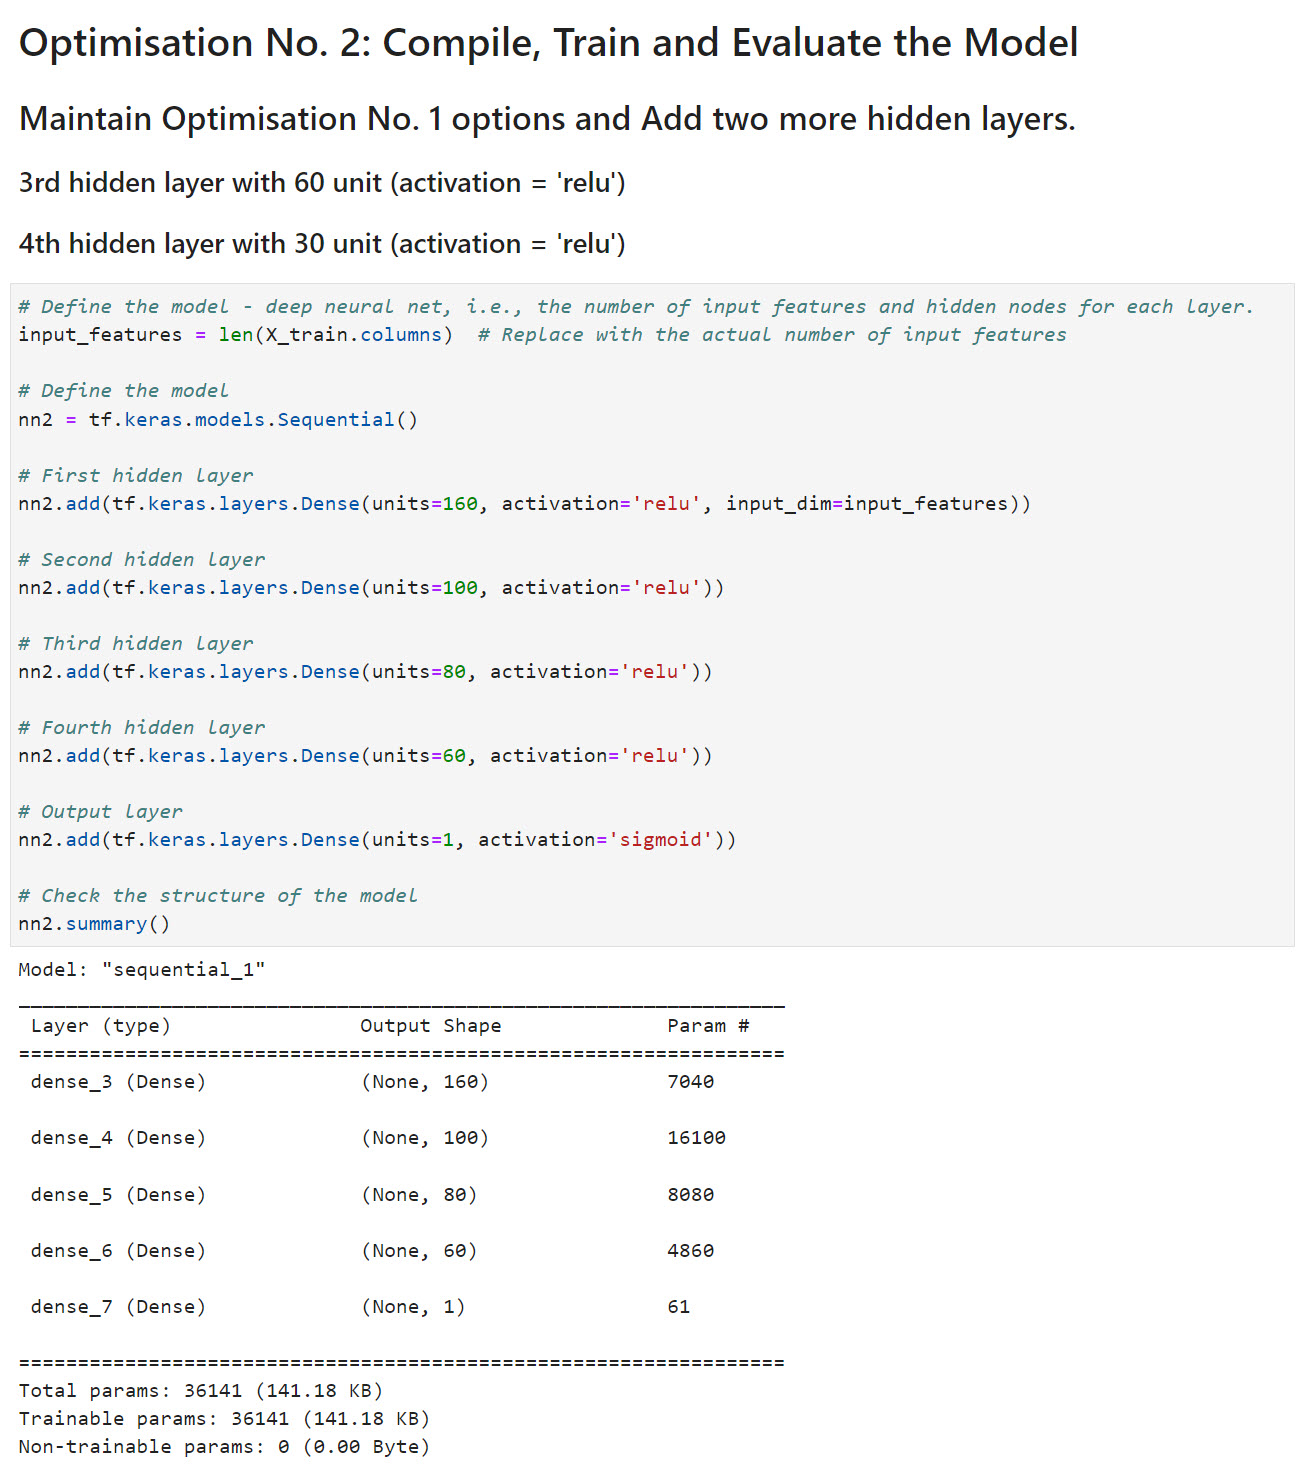 Optimisation No. 2: Compile, Train and Evaluate the Model
Maintain Optimisation No. 1 options and Add two more hidden layers.
3rd hidden layer with 60 unit (activation = 'relu')
4th hidden layer with 30 unit (activation = 'relu')
# Define the model - deep neural net, i.e., the number of input features and hidden nodes for each layer.
input_features = len(X_train.columns)  # Replace with the actual number of input features
# Define the model
nn2 = tf.keras.models.Sequential()
# First hidden layer
nn2.add(tf.keras.layers.Dense(units=160, activation='relu', input_dim=input_features))
# Second hidden layer
nn2.add(tf.keras.layers.Dense(units=100, activation='relu'))
# Third hidden layer
nn2.add(tf.keras.layers.Dense(units=80, activation='relu'))
# Fourth hidden layer
nn2.add(tf.keras.layers.Dense(units=60, activation='relu'))
# Output layer
nn2.add(tf.keras.layers.Dense(units=1, activation='sigmoid'))
# Check the structure of the model
nn2.summary()
Model: "sequential_1"
_________________________________________________________________
 Layer (type)                Output Shape              Param #
=================================================================
 dense_3 (Dense)             (None, 160)               7040
 dense_4 (Dense)             (None, 100)               16100
 dense_5 (Dense)             (None, 80)                8080
 dense_6 (Dense)             (None, 60)                4860
 dense_7 (Dense)             (None, 1)                 61
=================================================================
Total params: 36141 (141.18 KB)
Trainable params: 36141 (141.18 KB)
Non-trainable params: 0 (0.00 Byte)